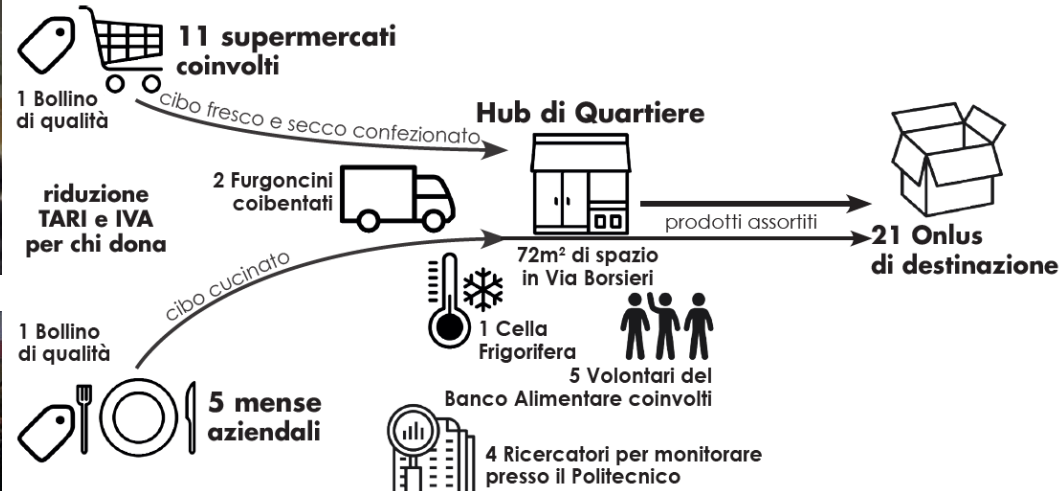 11 supermercati
coinvolti
1 Bollino
di qualità
cibo fresco e secco confezionato
Hub di Quartiere
riduzione
TARI e IVA
per chi dona
2 Furgoncini
coibentati
prodotti assortiti
21 Onlus
di destinazione
72m² di spazio
in Via Borsieri
cibo cucinato
1 Cella
Frigorifera
1 Bollino
di qualità
5 mense
aziendali
5 Volontari del
Banco Alimentare coinvolti
4 Ricercatori per monitorare
presso il Politecnico